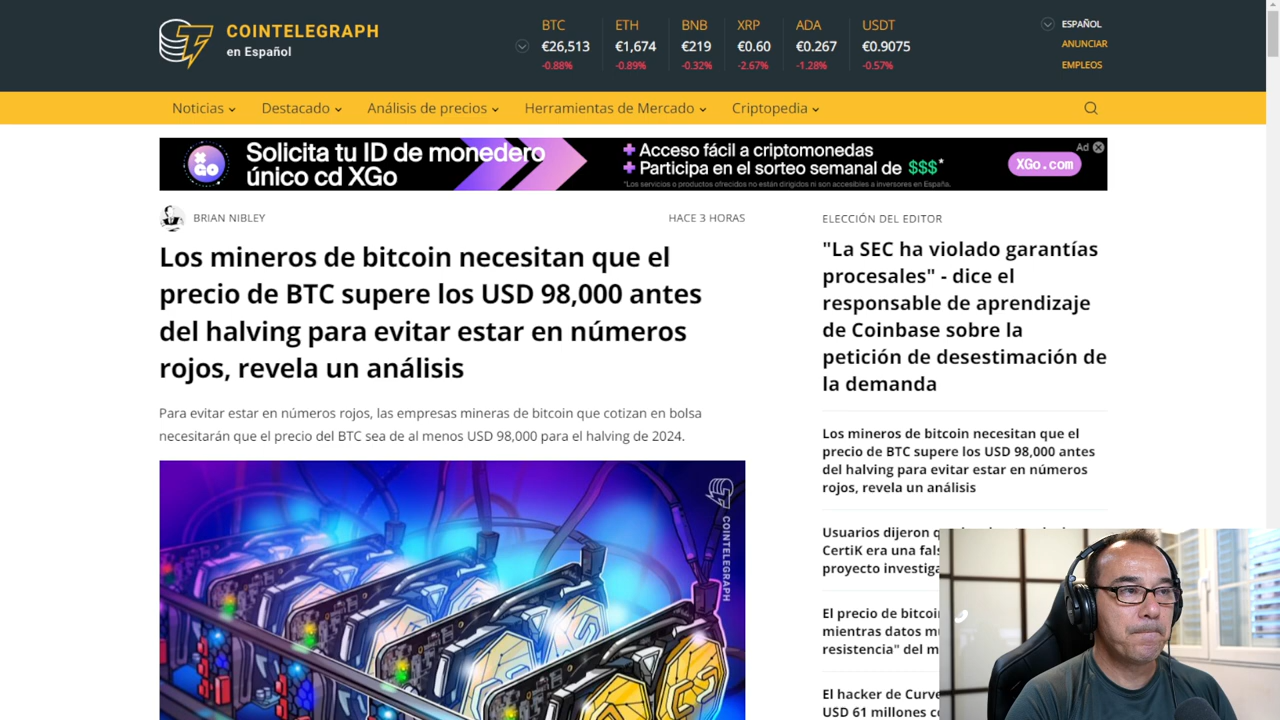 COINTELEGRAPH
en Español
BTC ETH BNB XRP ADA USDT
€26,513 €1,674 €219 €0.60 €0.267 €0.9075
-0.88% -0.89% -0.32% -2.67% -1.28% -0.57%
ESPAÑOL
ANUNCIAR
EMPLEOS
Noticias Destacado Análisis de precios Herramientas de Mercado Criptopedia
X GO
Solicita tu ID de monedero
único cd XGo
+ Acceso fácil a criptomonedas
+ Participa en el sorteo semanal de $$$*
*Los servicios o productos ofrecidos no están dirigidos ni son accesibles a inversores en España.
XGo.com
Ad
BRIAN NIBLEY
HACE 3 HORAS
Los mineros de bitcoin necesitan que el
precio de BTC supere los USD 98,000 antes
del halving para evitar estar en números
rojos, revela un análisis
Para evitar estar en números rojos, las empresas mineras de bitcoin que cotizan en bolsa
necesitarán que el precio del BTC sea de al menos USD 98,000 para el halving de 2024.
COINTELEGRAPH
ELECCIÓN DEL EDITOR
"La SEC ha violado garantías
procesales" - dice el
responsable de aprendizaje
de Coinbase sobre la
petición de desestimación de
la demanda
Los mineros de bitcoin necesitan que el
precio de BTC supere los USD 98,000 antes
del halving para evitar estar en números
rojos, revela un análisis
Usuarios dijeron
CertiK era una
proyecto
El precio de
mientras datos
resistencia" del
El hacker de Curve
USD 61 millones